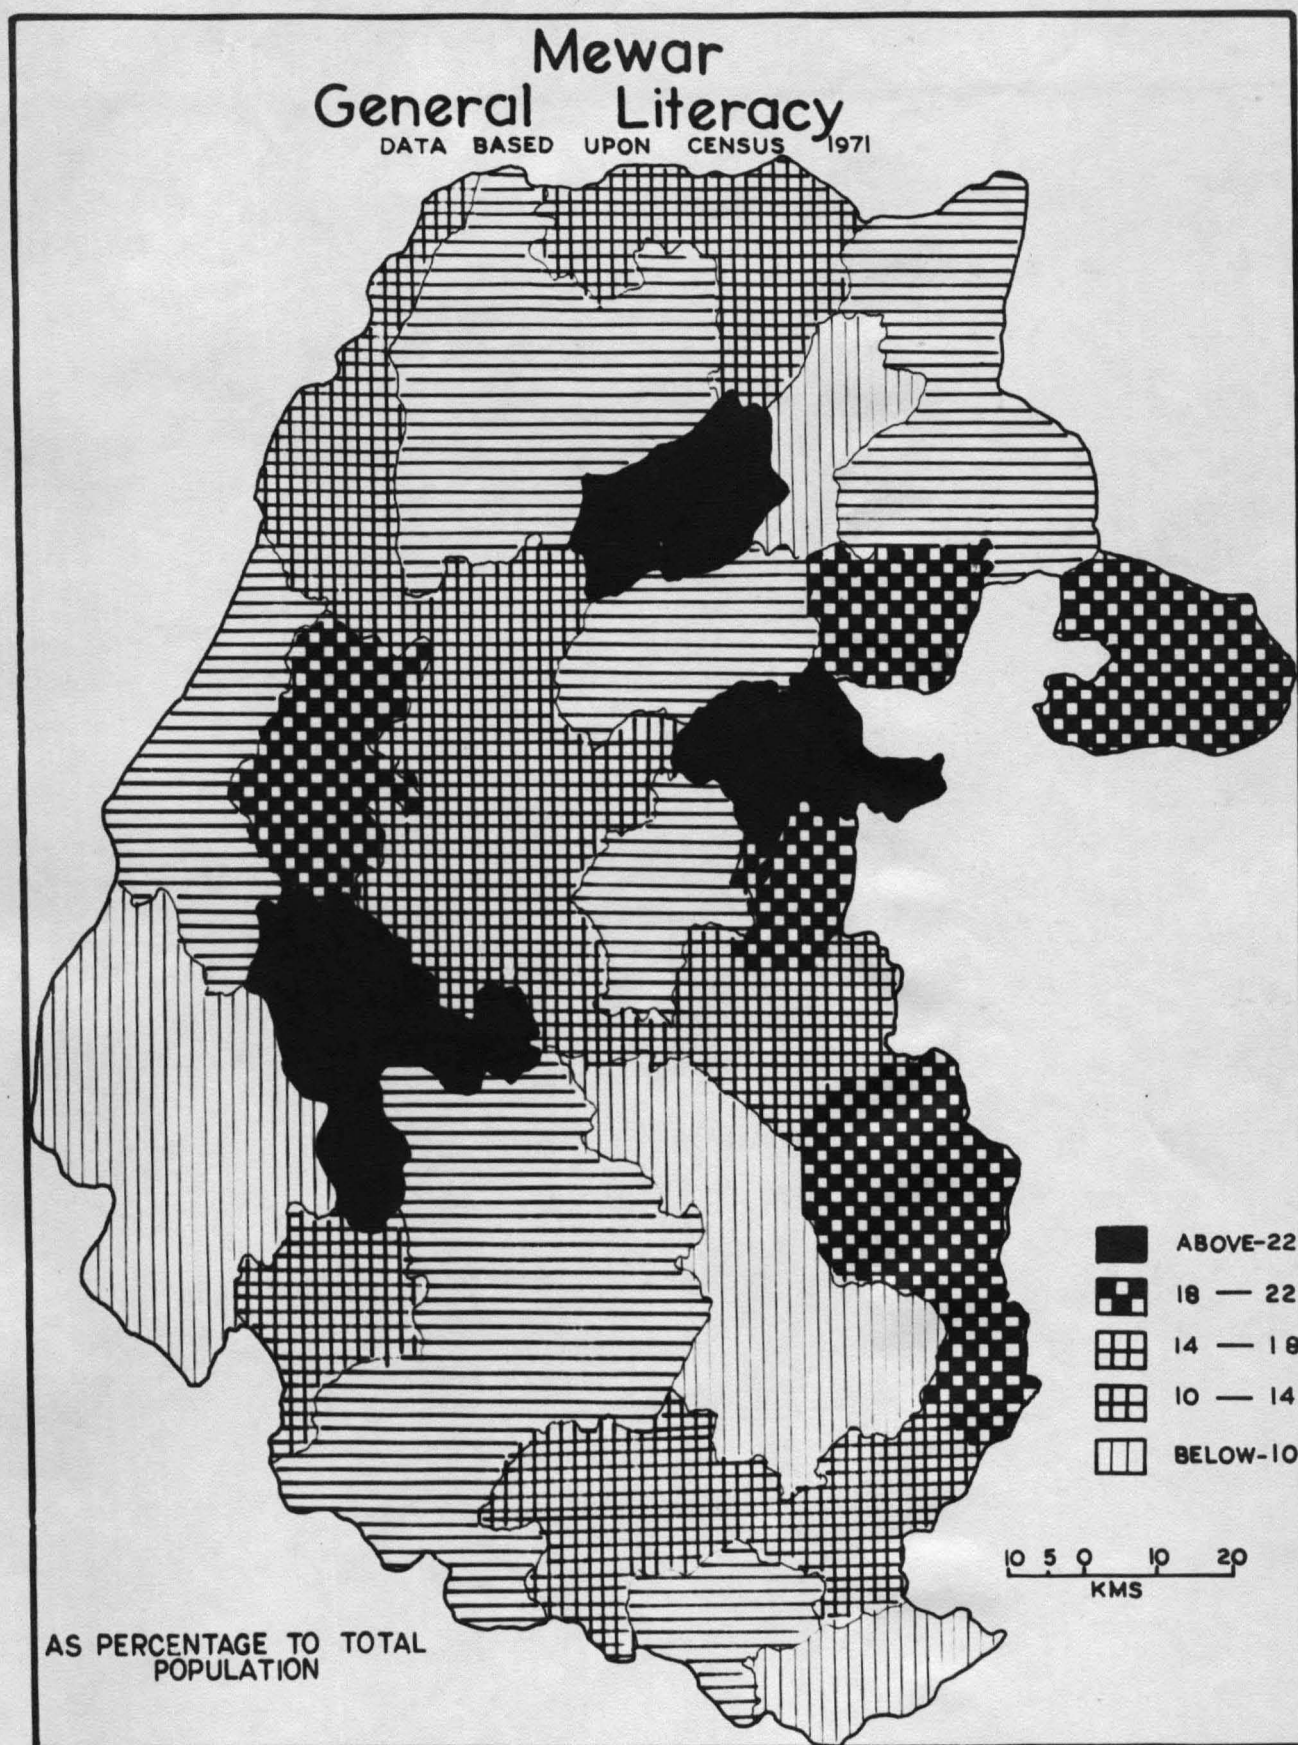 Mewar
General Literacy
DATA BASED UPON CENSUS 1971
ABOVE-22
18 — 22
14 — 18
10 — 14
BELOW-10
10 5 0 10 20
KMS
AS PERCENTAGE TO TOTAL
POPULATION